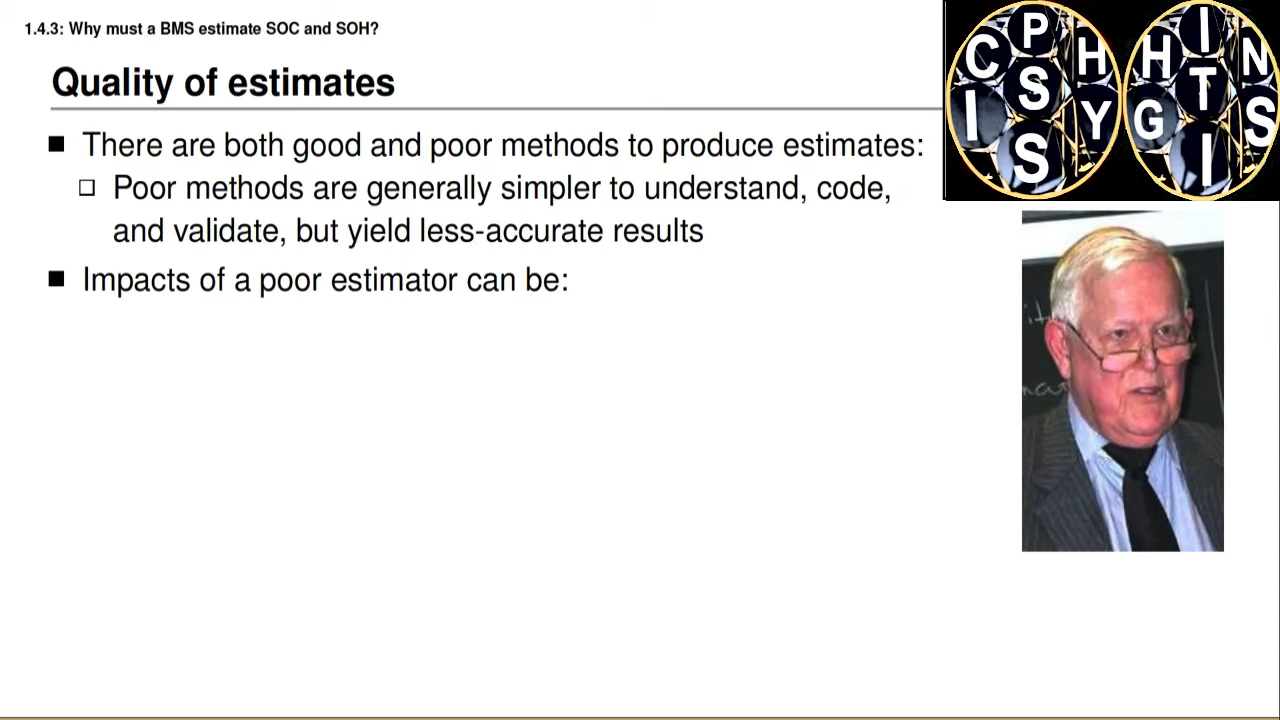 1.4.3: Why must a BMS estimate SOC and SOH?
Quality of estimates
There are both good and poor methods to produce estimates:
Poor methods are generally simpler to understand, code,
and validate, but yield less-accurate results
Impacts of a poor estimator can be:
C P H
I S Y
S
H I N
G T S
I